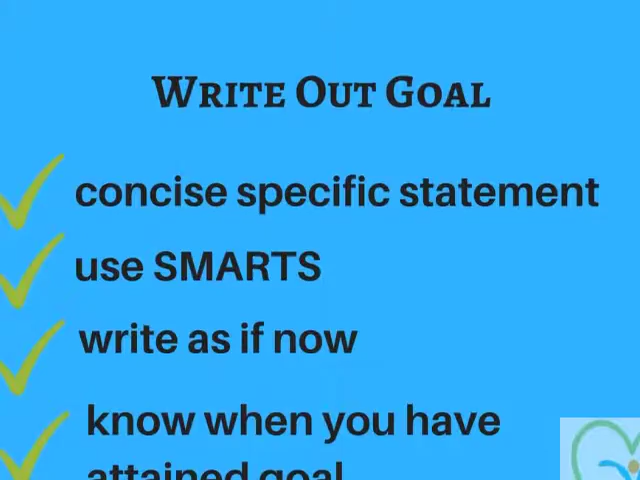 Write Out Goal
concise specific statement
use SMARTS
write as if now
know when you have
attained goal